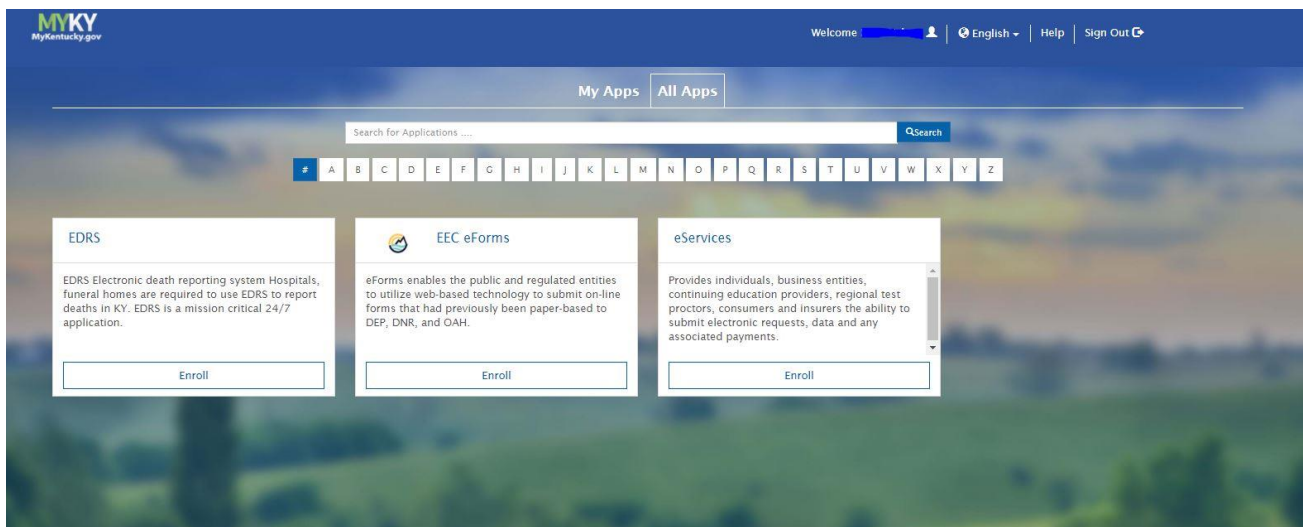 MYKY
MyKentucky.gov
Welcome
English
Help
Sign Out
My Apps
All Apps
Search for Applications ....
Search
# A B C D E F G H I J K L M N O P Q R S T U V W X Y Z
EDRS
EDRS Electronic death reporting system Hospitals,
funeral homes are required to use EDRS to report
deaths in KY. EDRS is a mission critical 24/7
application.
Enroll
EEC eForms
eForms enables the public and regulated entities
to utilize web-based technology to submit on-line
forms that had previously been paper-based to
DEP, DNR, and OAH.
Enroll
eServices
Provides individuals, business entities,
continuing education providers, regional test
proctors, consumers and insurers the ability to
submit electronic requests, data and any
associated payments.
Enroll